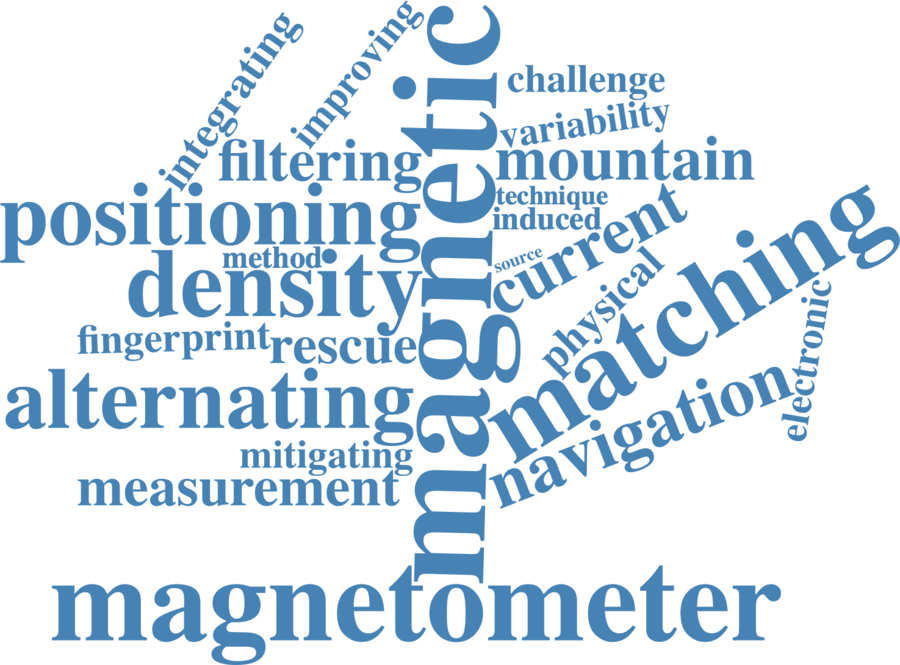 integrating
improving
magnetic
challenge
variability
filtering
mountain
technique
positioning
induced
current
method
source
density
physical
matching
fingerprint
rescue
electronic
alternating
navigation
mitigating
measurement
magnetometer